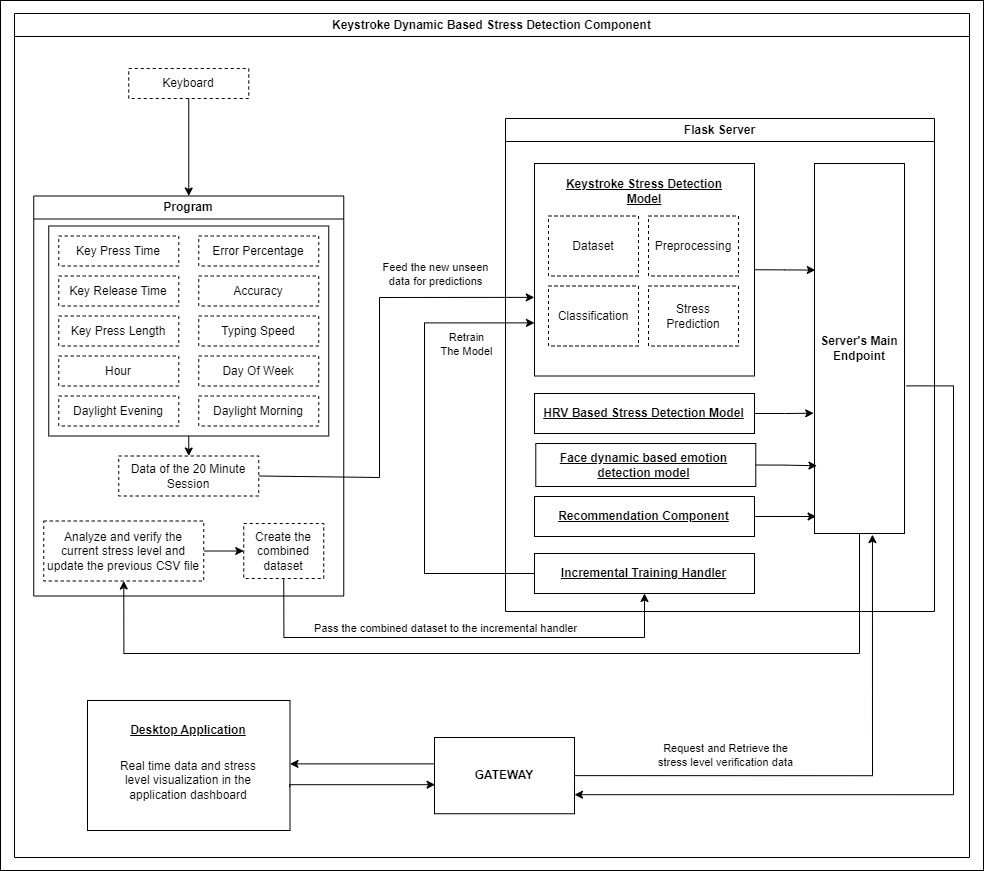 Keystroke Dynamic Based Stress Detection Component
Keyboard
Program
Key Press Time
Error Percentage
Key Release Time
Accuracy
Key Press Length
Typing Speed
Hour
Day Of Week
Daylight Evening
Daylight Morning
Data of the 20 Minute
Session
Analyze and verify the
current stress level and
update the previous CSV file
Create the
combined
dataset
Feed the new unseen
data for predictions
Retrain
The Model
Flask Server
Keystroke Stress Detection
Model
Dataset
Preprocessing
Classification
Stress
Prediction
HRV Based Stress Detection Model
Face dynamic based emotion
detection model
Recommendation Component
Incremental Training Handler
Server's Main
Endpoint
Pass the combined dataset to the incremental handler
Desktop Application
Real time data and stress
level visualization in the
application dashboard
GATEWAY
Request and Retrieve the
stress level verification data